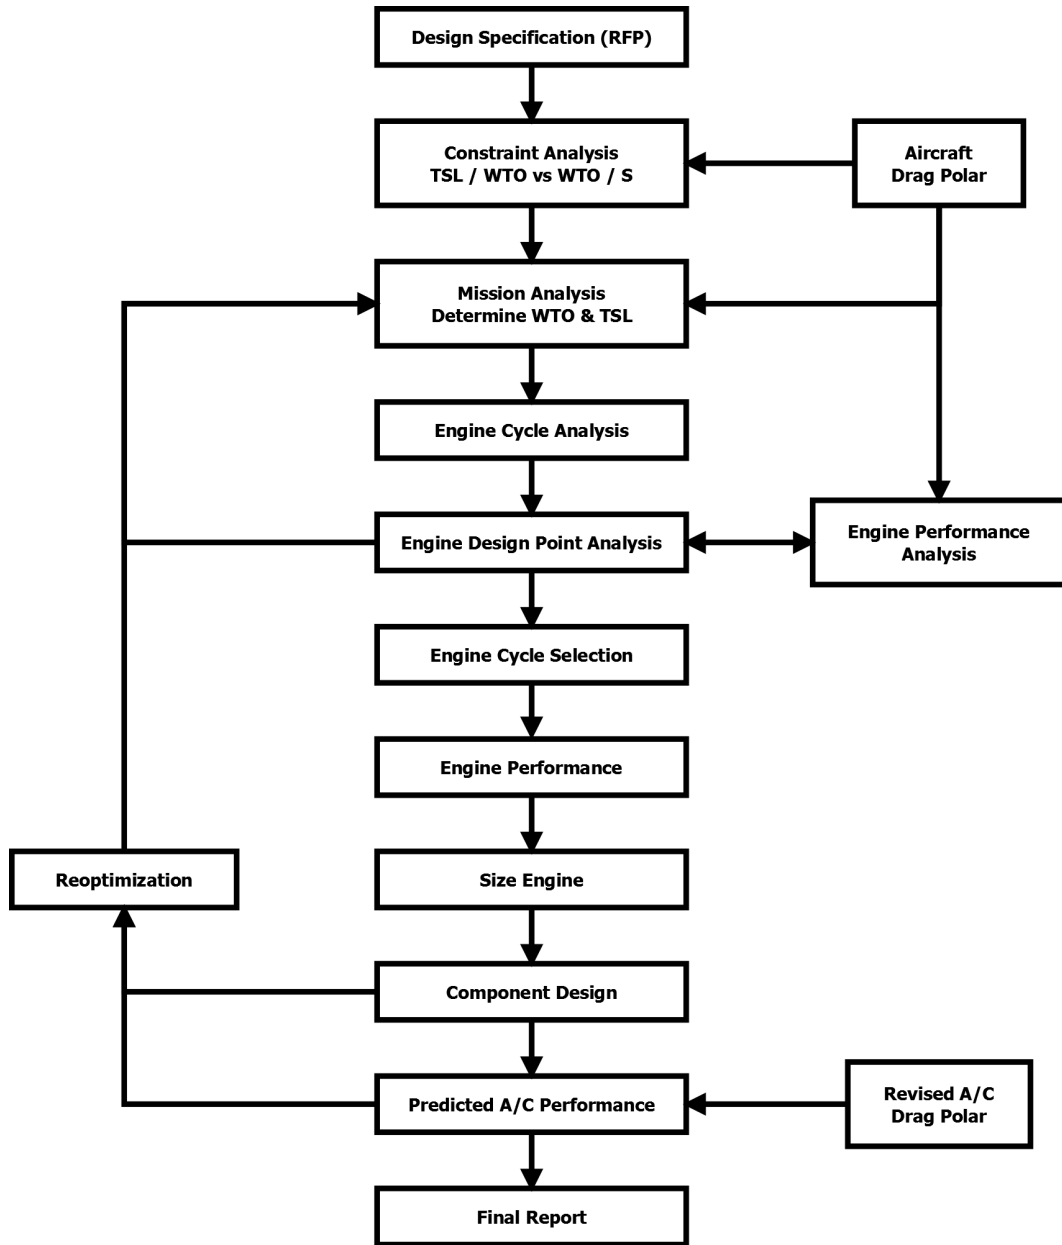 Design Specification (RFP)
Constraint Analysis
TSL / WTO vs WTO / S
Aircraft
Drag Polar
Mission Analysis
Determine WTO & TSL
Engine Cycle Analysis
Engine Design Point Analysis
Engine Performance
Analysis
Engine Cycle Selection
Engine Performance
Reoptimization
Size Engine
Component Design
Predicted A/C Performance
Revised A/C
Drag Polar
Final Report